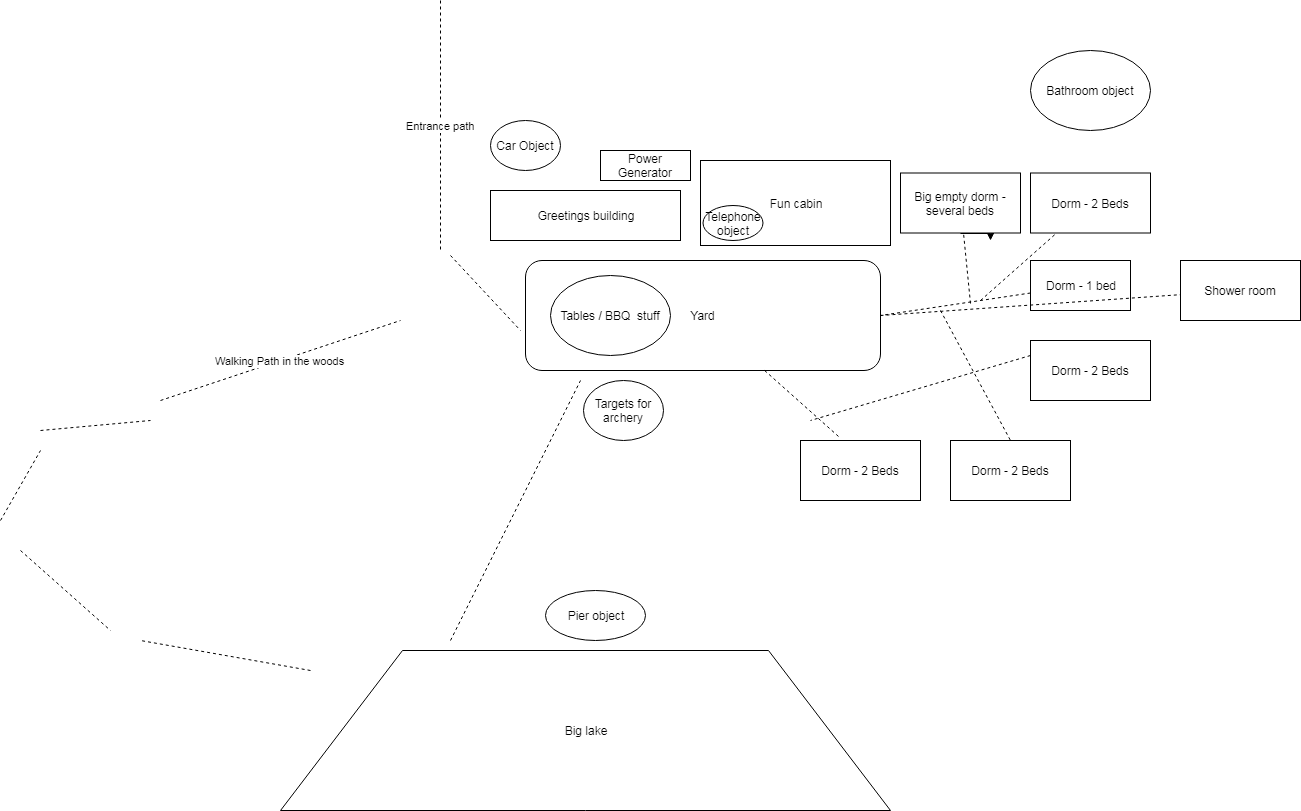 Bathroom object
Entrance path
Car Object
Power
Generator
Greetings building
Fun cabin
Telephone
object
Big empty dorm -
several beds
Dorm - 2 Beds
Tables / BBQ  stuff
Yard
Dorm - 1 bed
Shower room
Walking Path in the woods
Dorm - 2 Beds
Targets for
archery
Dorm - 2 Beds
Dorm - 2 Beds
Pier object
Big lake